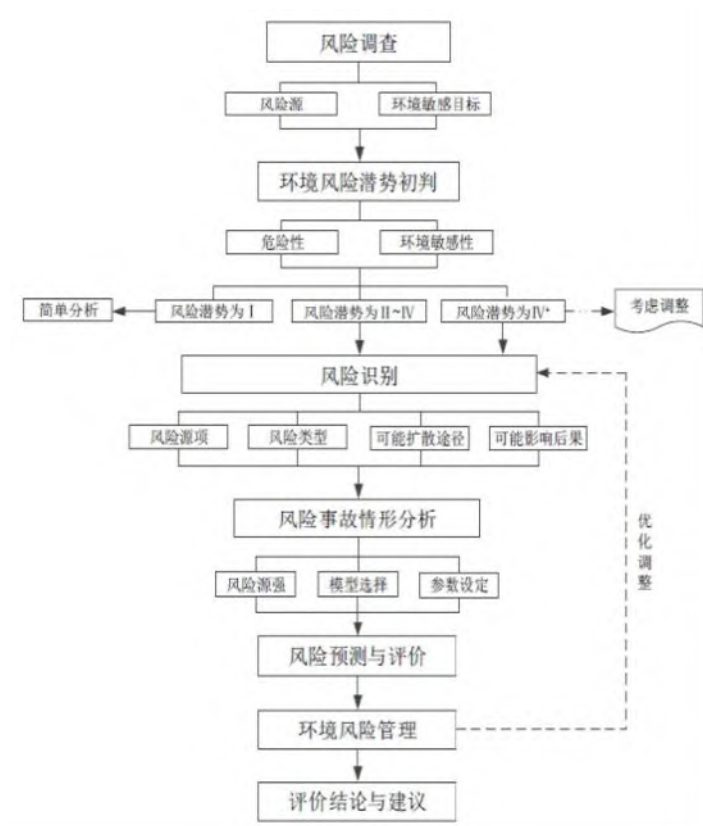 风险调查
风险源
环境敏感目标
环境风险潜势初判
危险性
环境敏感性
简单分析
风险潜势为Ⅰ
风险潜势为Ⅱ~Ⅳ
风险潜势为Ⅳ⁺
考虑调整
风险识别
风险源项
风险类型
可能扩散途径
可能影响后果
风险事故情形分析
风险源强
模型选择
参数设定
优化调整
风险预测与评价
环境风险管理
评价结论与建议